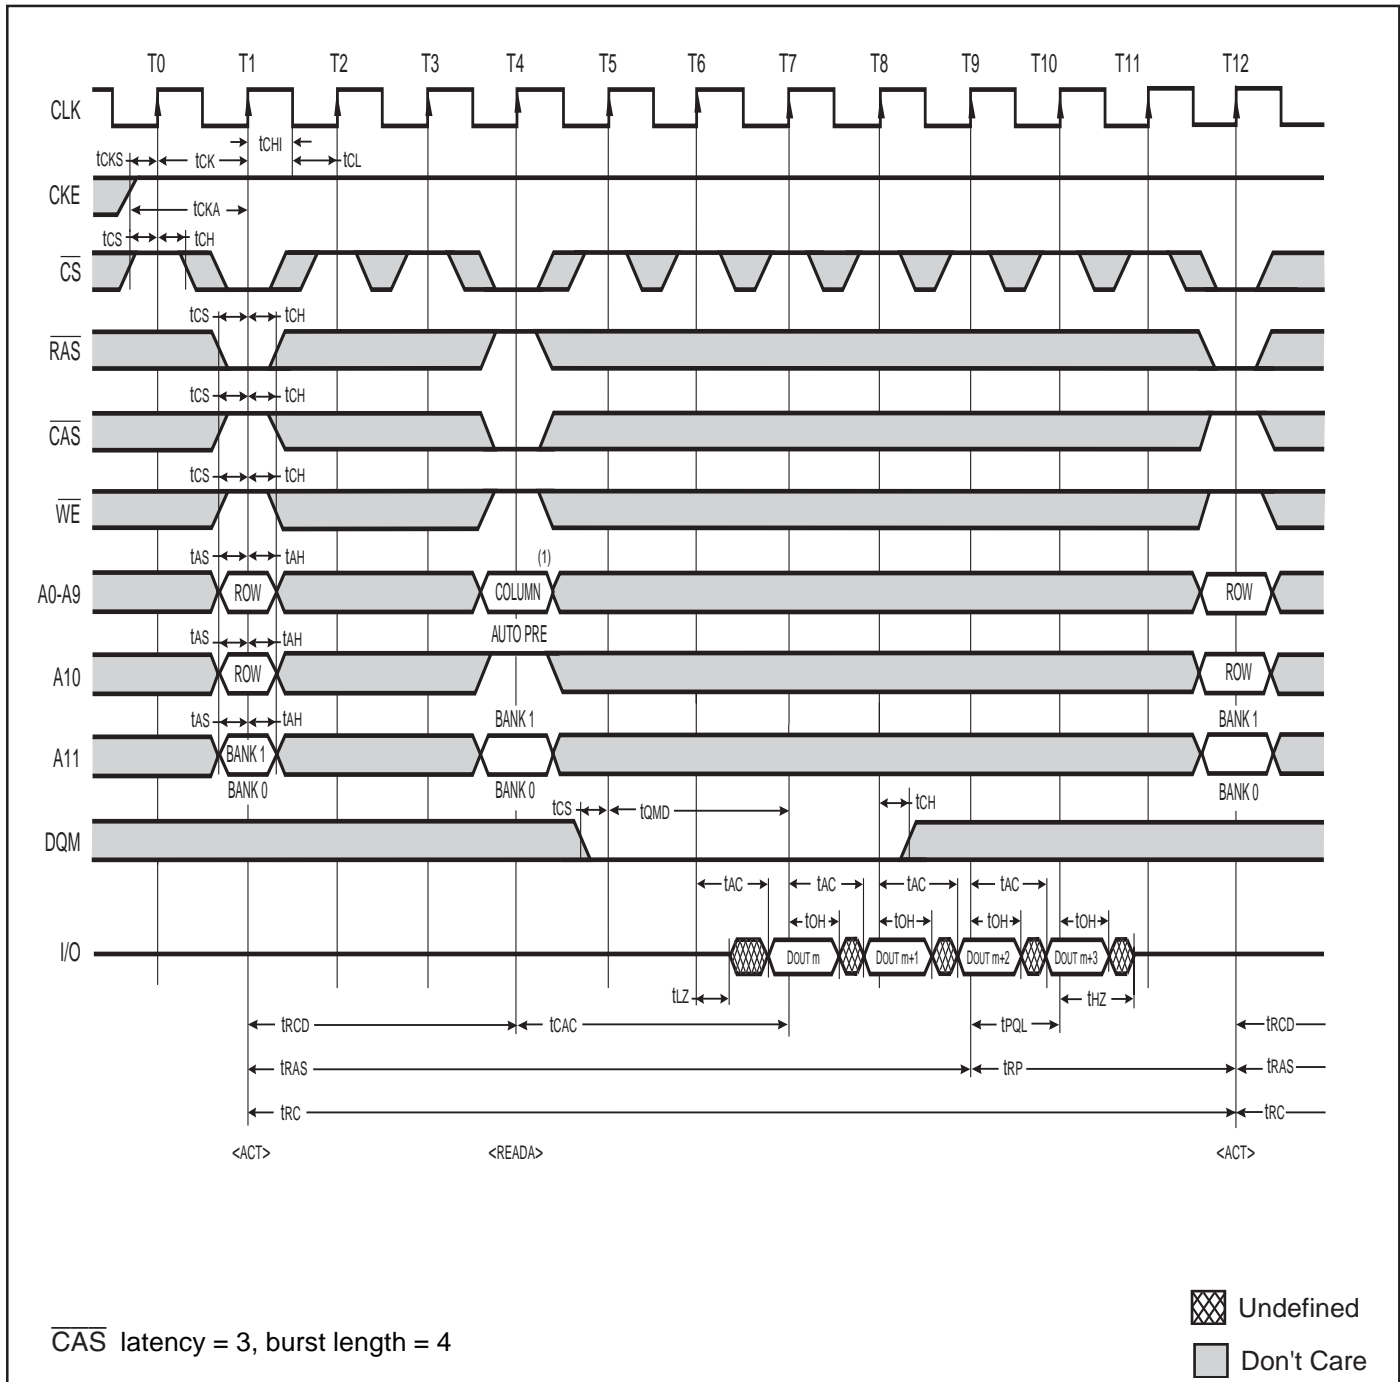 T0 T1 T2 T3 T4 T5 T6 T7 T8 T9 T10 T11 T12
CLK
tCHI
tCKS tCK tCL
CKE
tCKA
tCS tCH
CS
tCS tCH
RAS
tCS tCH
CAS
tCS tCH
WE
tAS tAH (1)
A0-A9 ROW COLUMN ROW
tAS tAH AUTO PRE
A10 ROW ROW
tAS tAH BANK 1 BANK 1
A11 BANK 1
BANK 0 BANK 0 BANK 0
tCS tQMD tCH
DQM
tAC tAC tAC tAC
tOH tOH tOH tOH
I/O DOUT m DOUT m+1 DOUT m+2 DOUT m+3
tLZ tHZ
tRCD tCAC tPQL tRCD
tRAS tRP tRAS
tRC tRC
<ACT> <READA> <ACT>
Undefined
CAS latency = 3, burst length = 4
Don't Care